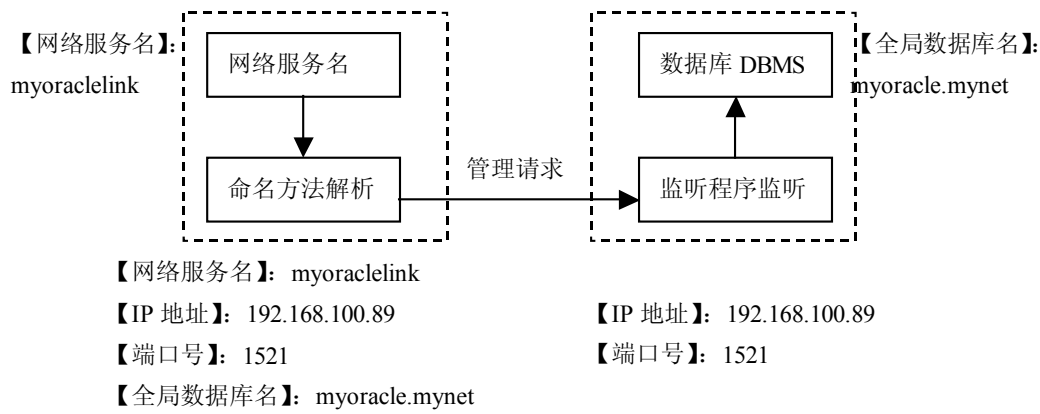 【网络服务名】:
myoraclelink
网络服务名
命名方法解析
管理请求
数据库 DBMS
监听程序监听
【全局数据库名】:
myoracle.mynet
【网络服务名】: myoraclelink
【IP 地址】: 192.168.100.89
【端口号】: 1521
【全局数据库名】: myoracle.mynet
【IP 地址】: 192.168.100.89
【端口号】: 1521